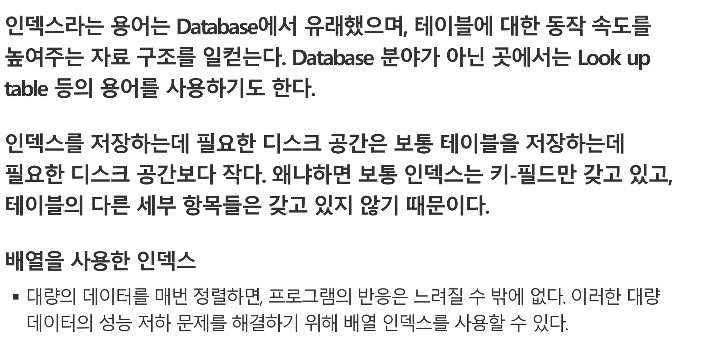 인덱스라는 용어는 Database에서 유래했으며, 테이블에 대한 동작 속도를
높여주는 자료 구조를 일컫는다. Database 분야가 아닌 곳에서는 Look up
table 등의 용어를 사용하기도 한다.
인덱스를 저장하는데 필요한 디스크 공간은 보통 테이블을 저장하는데
필요한 디스크 공간보다 작다. 왜냐하면 보통 인덱스는 키-필드만 갖고 있고,
테이블의 다른 세부 항목들은 갖고 있지 않기 때문이다.
배열을 사용한 인덱스
▪ 대량의 데이터를 매번 정렬하면, 프로그램의 반응은 느려질 수 밖에 없다. 이러한 대량
데이터의 성능 저하 문제를 해결하기 위해 배열 인덱스를 사용할 수 있다.